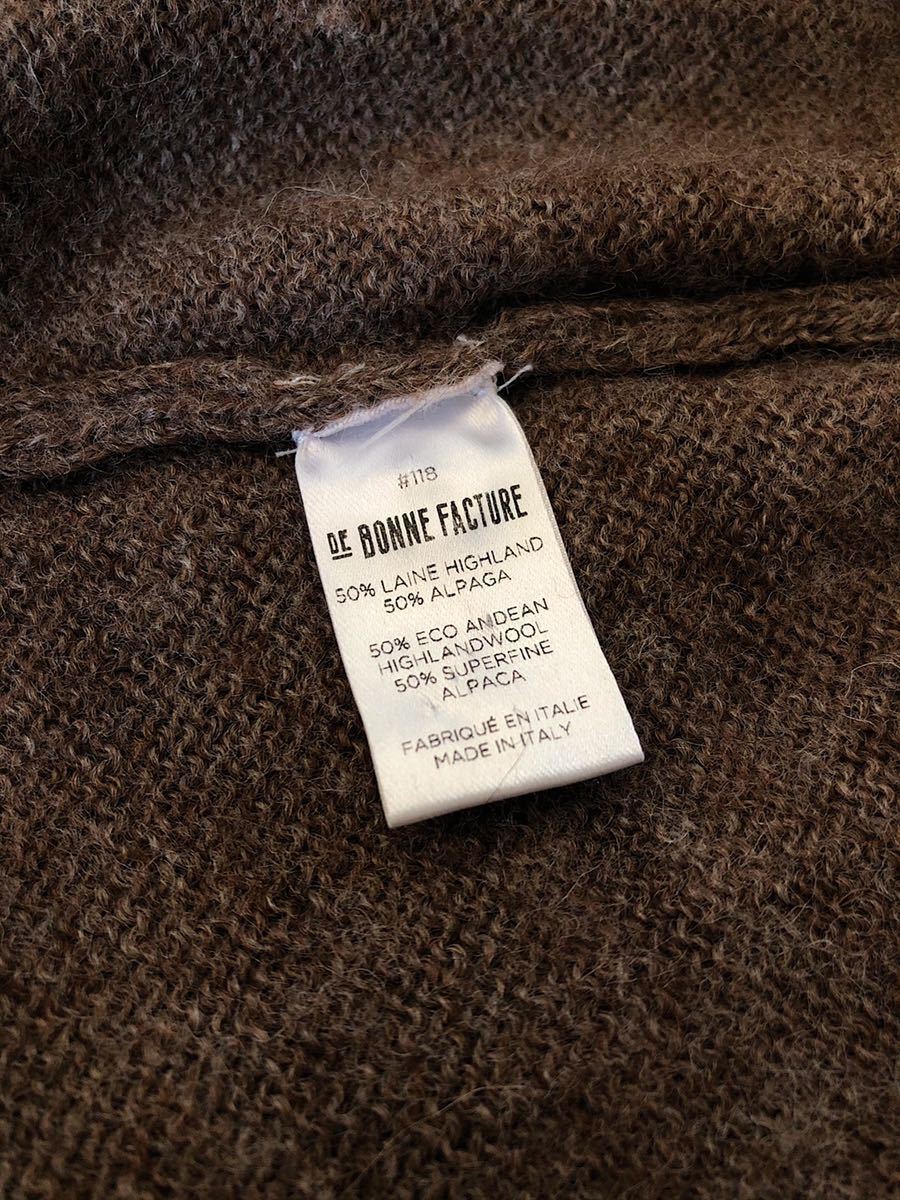 #118
DE BONNE FACTURE
50% LAINE HIGHLAND
50% ALPAGA
50% ECO ANDEAN
HIGHLANDWOOL
50% SUPERFINE
ALPACA
FABRIQUÉ EN ITALIE
MADE IN ITALY